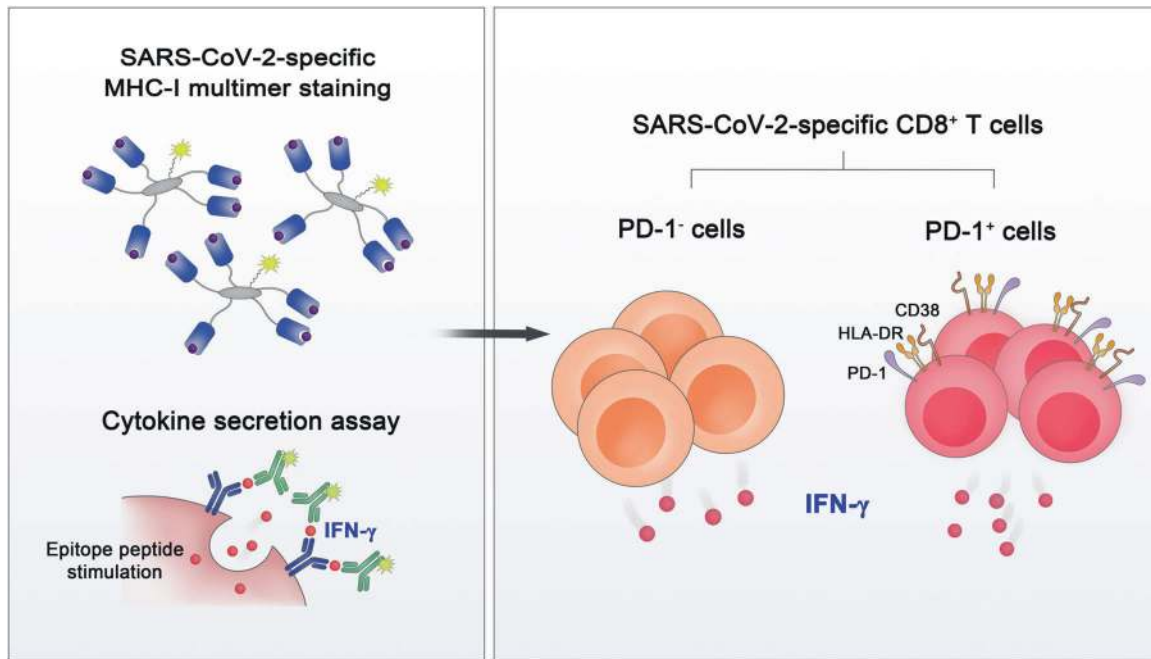 SARS-CoV-2-specific
MHC-I multimer staining
Cytokine secretion assay
IFN-γ
Epitope peptide
stimulation
SARS-CoV-2-specific CD8⁺ T cells
PD-1⁻ cells
PD-1⁺ cells
CD38
HLA-DR
PD-1
IFN-γ